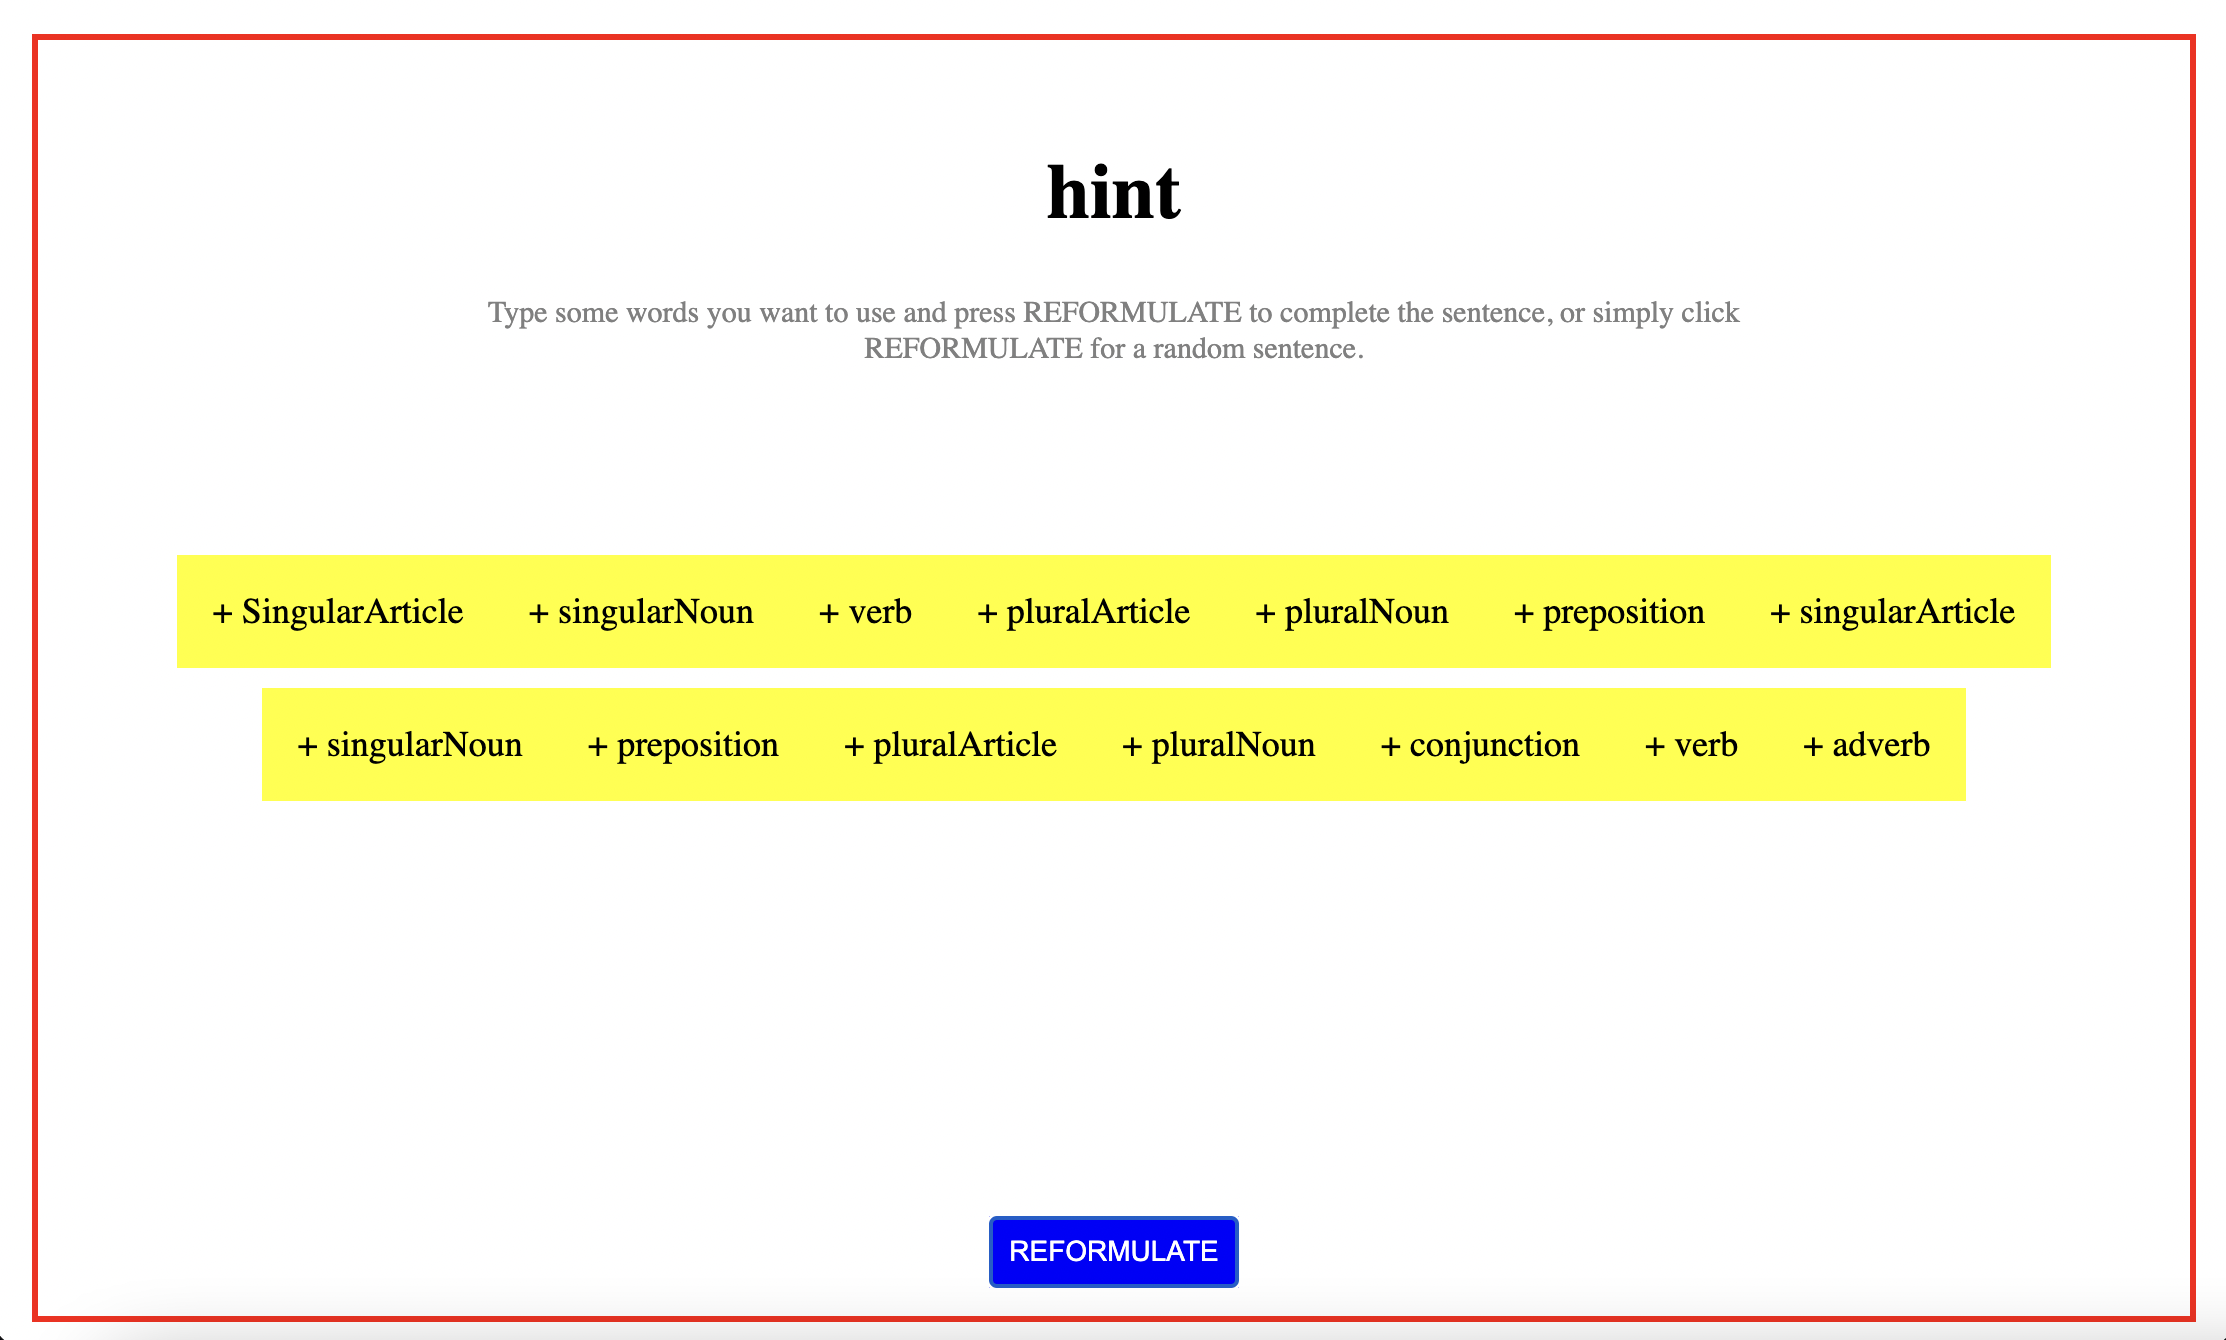 hint
Type some words you want to use and press REFORMULATE to complete the sentence, or simply click
REFORMULATE for a random sentence.
+ SingularArticle + singularNoun + verb + pluralArticle + pluralNoun + preposition + singularArticle
+ singularNoun + preposition + pluralArticle + pluralNoun + conjunction + verb + adverb
REFORMULATE